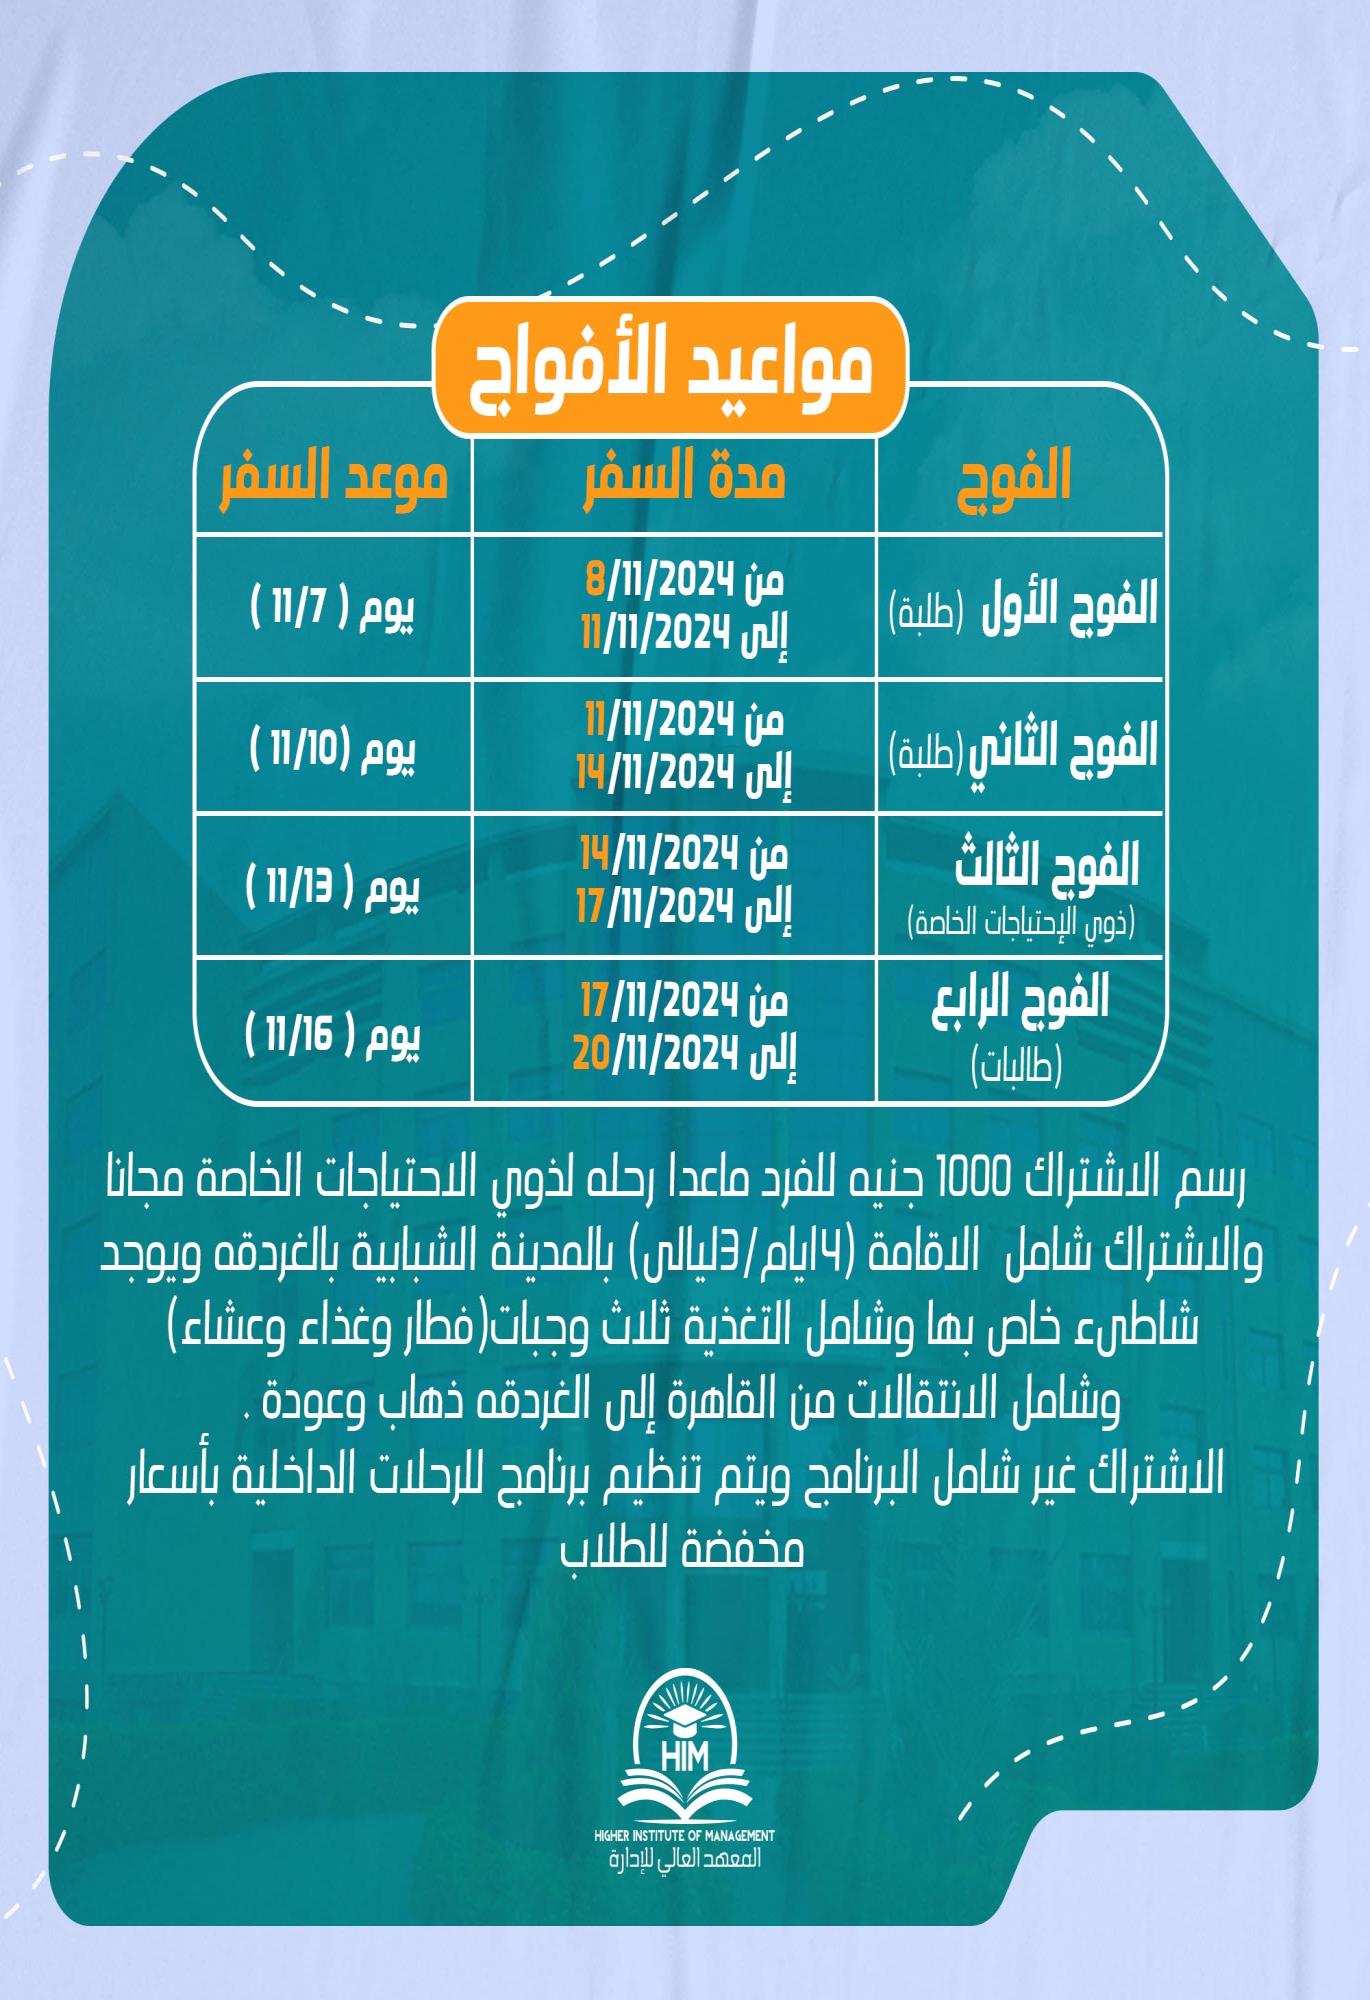 مواعيد الأفواج
الفوج
مدة السفر
موعد السفر
الفوج الأول (طلبة)
من 8/11/2024
إلى 11/11/2024
يوم ( 11/7 )
الفوج الثاني (طلبة)
من 11/11/2024
إلى 14/11/2024
يوم (11/10 )
الفوج الثالث
(ذوي الإحتياجات الخاصة)
من 14/11/2024
إلى 17/11/2024
يوم ( 11/13 )
الفوج الرابع
(طالبات)
من 17/11/2024
إلى 20/11/2024
يوم ( 11/16 )
رسم الاشتراك 1000 جنيه للفرد ماعدا رحله لذوي الاحتياجات الخاصة مجانا
والاشتراك شامل الاقامة (4ايام/3ليالى) بالمدينة الشبابية بالغردقه ويوجد
شاطىء خاص بها وشامل التغذية ثلاث وجبات(فطار وغذاء وعشاء)
وشامل الانتقالات من القاهرة إلى الغردقه ذهاب وعودة .
الاشتراك غير شامل البرنامج ويتم تنظيم برنامج للرحلات الداخلية بأسعار
مخفضة للطلاب
HIM
HIGHER INSTITUTE OF MANAGEMENT
المعهد العالي للإدارة